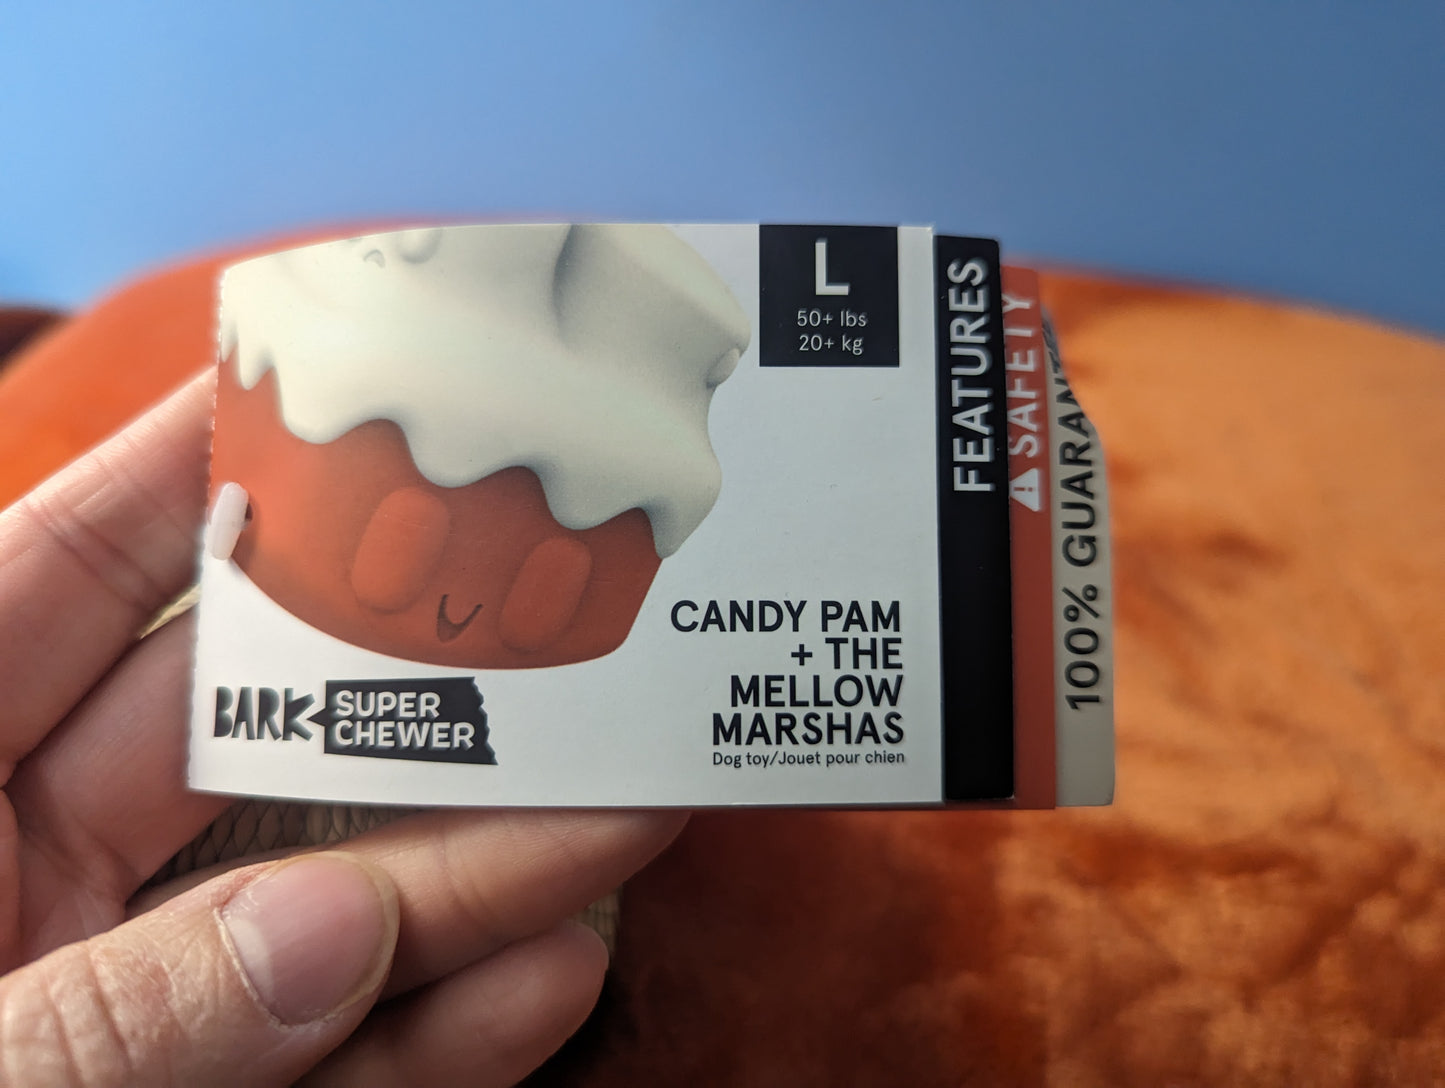 L
50+ lbs
20+ kg
CANDY PAM
+ THE
MELLOW
MARSHAS
Dog toy/Jouet pour chien
BARK
SUPER
CHEWER
FEATURES
SAFETY
100%